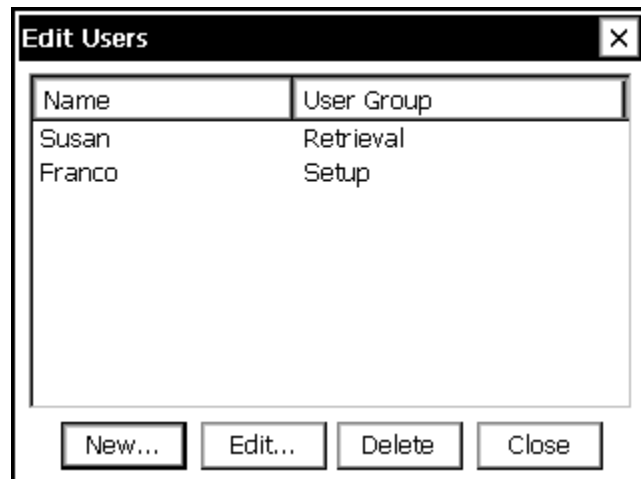 Edit Users
Name User Group
Susan Retrieval
Franco Setup
New... Edit... Delete Close